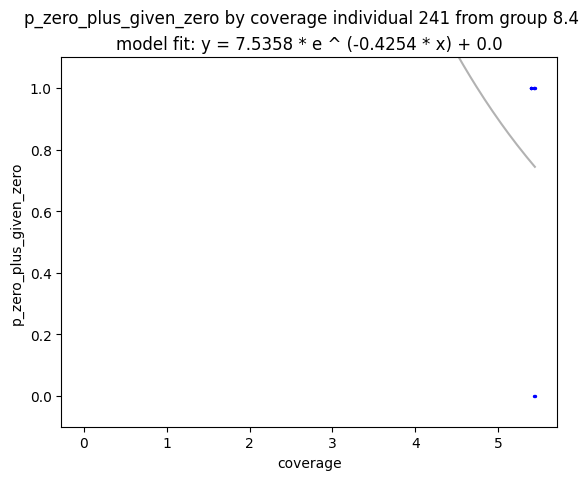 p_zero_plus_given_zero by coverage individual 241 from group 8.4
model fit: y = 7.5358 * e ^ (-0.4254 * x) + 0.0
1.0
0.8
0.6
0.4
0.2
0.0
p_zero_plus_given_zero
0 1 2 3 4 5
coverage